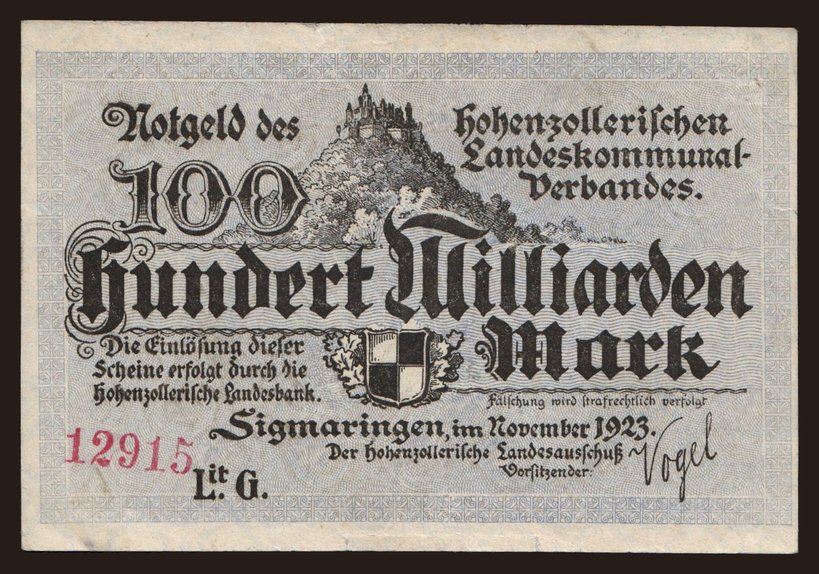 Notgeld des
Hohenzollerischen
Landeskommunal-
Verbandes.
100
Hundert Milliarden
Mark
Die Einlösung dieser
Scheine erfolgt durch die
Hohenzollerische Landesbank.
Fälschung wird strafrechtlich verfolgt
Sigmaringen, im November 1923.
Der Hohenzollerische Landesausschuß
Vorsitzender:
Vogel
12915
Lit. G.